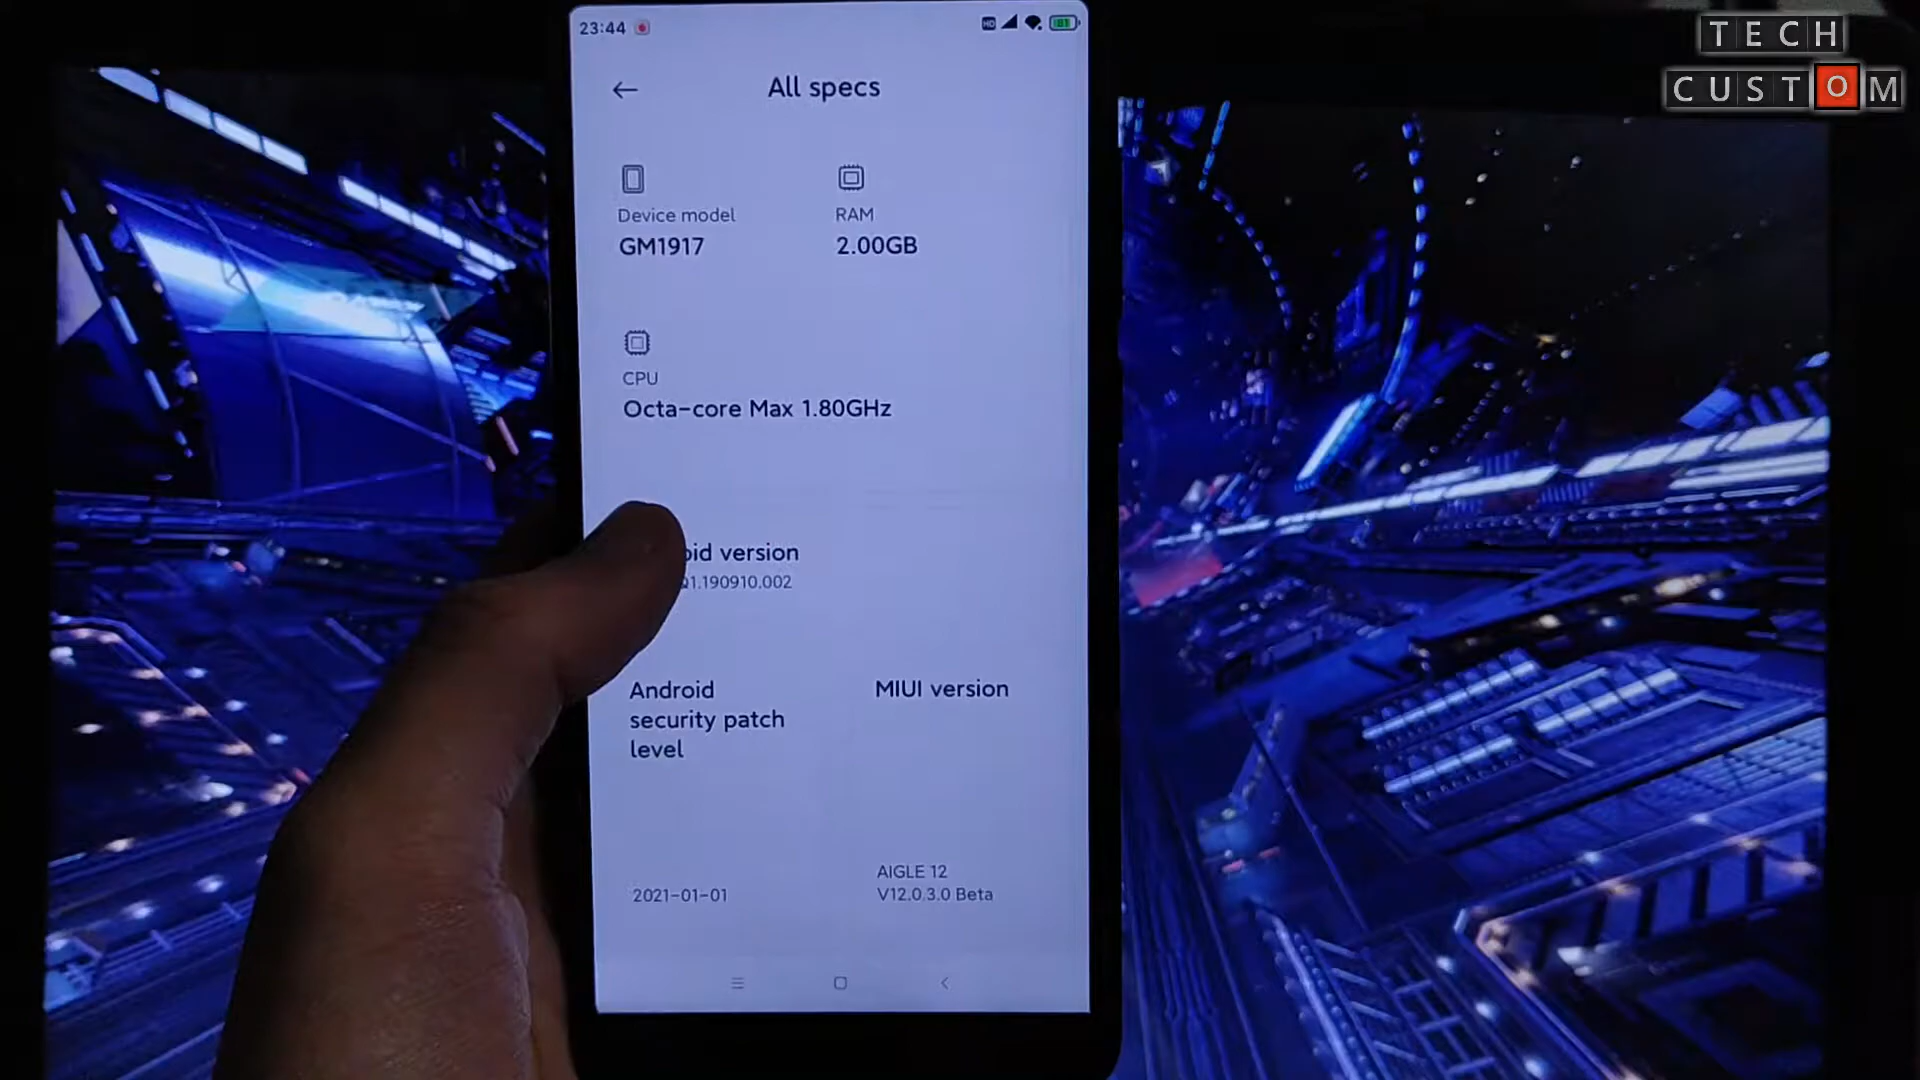 TECH
CUSTOM
23:44
All specs
Device model
GM1917
RAM
2.00GB
CPU
Octa-core Max 1.80GHz
version
1.190910.002
Android
security patch
level
2021-01-01
MIUI version
AIGLE 12
V12.0.3.0 Beta